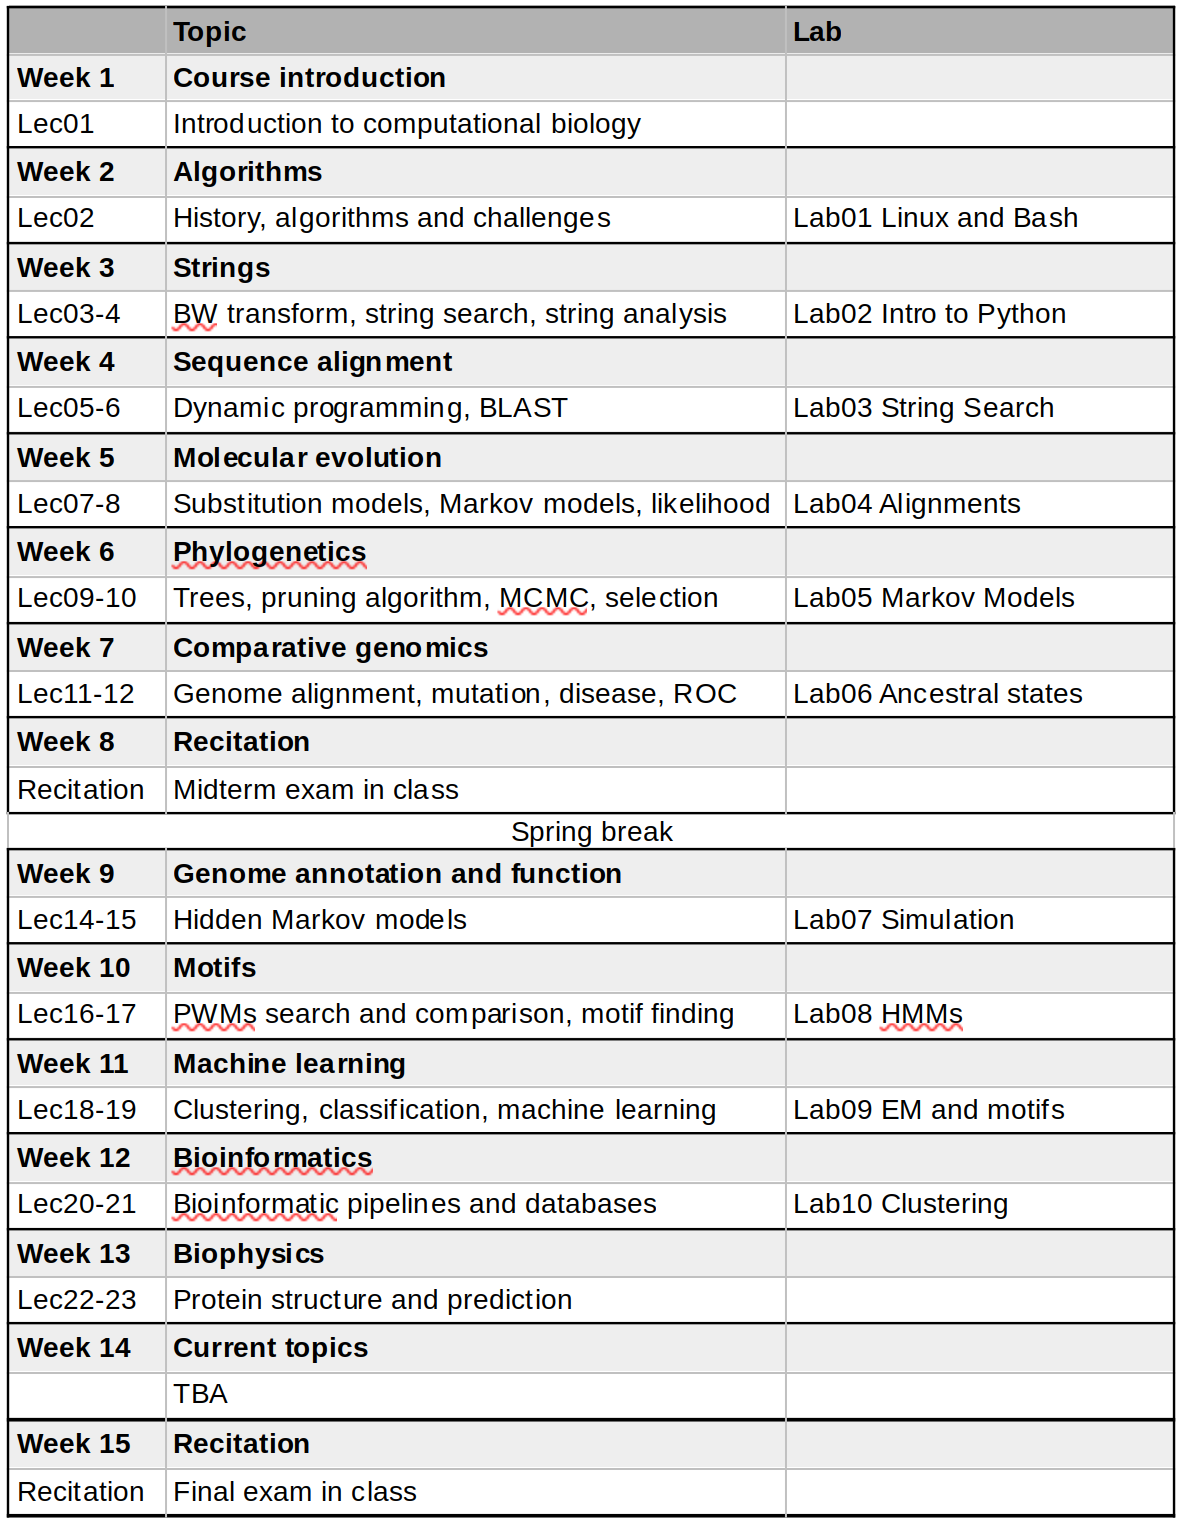 Topic Lab
Week 1 Course introduction
Lec01 Introduction to computational biology
Week 2 Algorithms
Lec02 History, algorithms and challenges Lab01 Linux and Bash
Week 3 Strings
Lec03-4 BW transform, string search, string analysis Lab02 Intro to Python
Week 4 Sequence alignment
Lec05-6 Dynamic programming, BLAST Lab03 String Search
Week 5 Molecular evolution
Lec07-8 Substitution models, Markov models, likelihood Lab04 Alignments
Week 6 Phylogenetics
Lec09-10 Trees, pruning algorithm, MCMC, selection Lab05 Markov Models
Week 7 Comparative genomics
Lec11-12 Genome alignment, mutation, disease, ROC Lab06 Ancestral states
Week 8 Recitation
Recitation Midterm exam in class
Spring break
Week 9 Genome annotation and function
Lec14-15 Hidden Markov models Lab07 Simulation
Week 10 Motifs
Lec16-17 PWMs search and comparison, motif finding Lab08 HMMs
Week 11 Machine learning
Lec18-19 Clustering, classification, machine learning Lab09 EM and motifs
Week 12 Bioinformatics
Lec20-21 Bioinformatic pipelines and databases Lab10 Clustering
Week 13 Biophysics
Lec22-23 Protein structure and prediction
Week 14 Current topics
TBA
Week 15 Recitation
Recitation Final exam in class